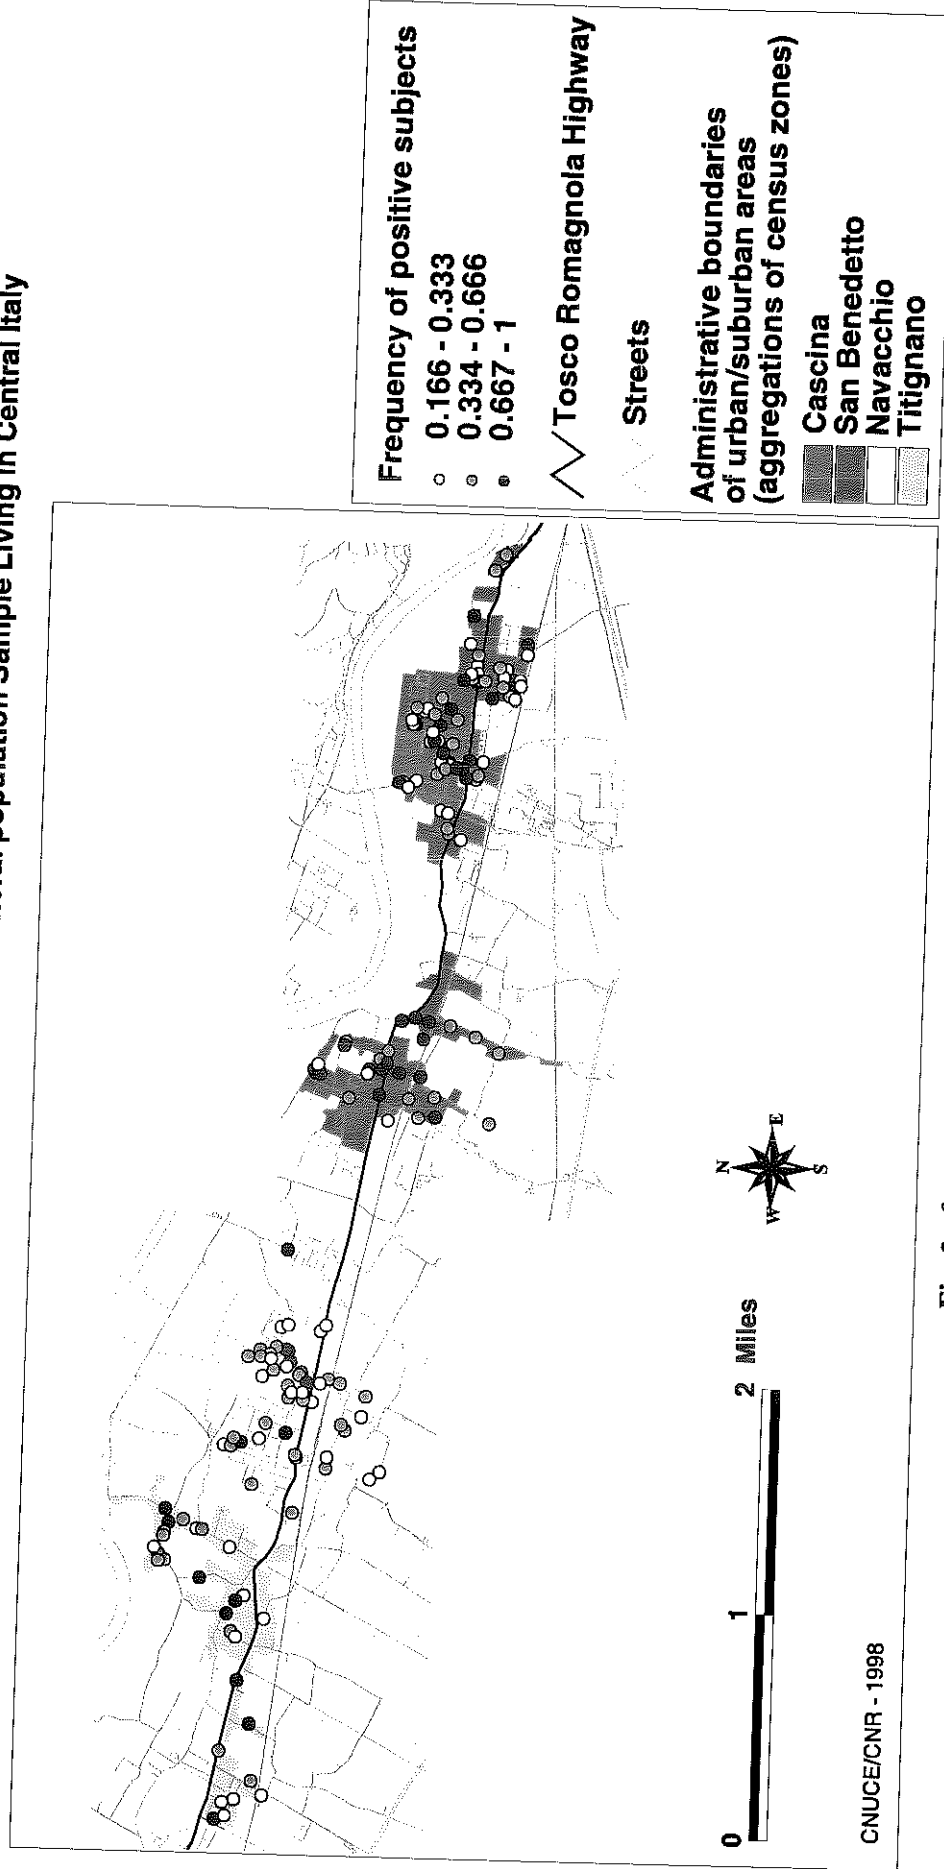 population Sample Living in Central Italy
Frequency of positive subjects
0.166 - 0.333
0.334 - 0.666
0.667 - 1
Tosco Romagnola Highway
Streets
Administrative boundaries
of urban/suburban areas
(aggregations of census zones)
Cascina
San Benedetto
Navacchio
Titignano
N
W E
S
0 1 2 Miles
CNUCE/CNR - 1998